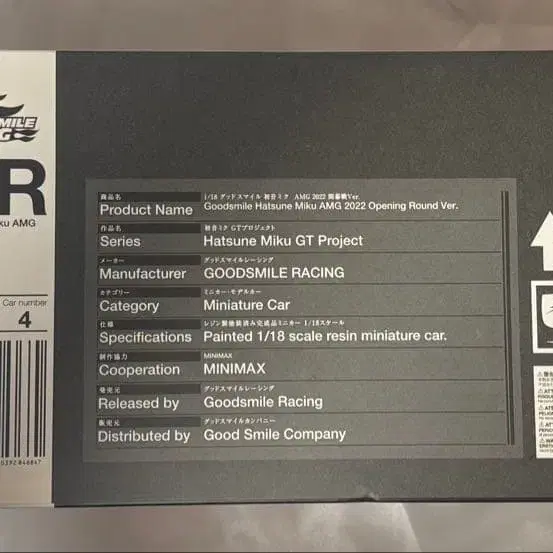 MILE
R
ku AMG
Car number
4
商品名
1/18 グッドスマイル 初音ミク AMG 2022 開幕戦Ver.
Product Name Goodsmile Hatsune Miku AMG 2022 Opening Round Ver.
作品名
初音ミク GTプロジェクト
Series Hatsune Miku GT Project
メーカー
グッドスマイルレーシング
Manufacturer GOODSMILE RACING
カテゴリー
ミニカー・モデルカー
Category Miniature Car
仕様
レジン製塗装済み完成品ミニカー 1/18スケール
Specifications Painted 1/18 scale resin miniature car.
制作協力
MINIMAX
Cooperation MINIMAX
発売元
グッドスマイルレーシング
Released by Goodsmile Racing
販売元
グッドスマイルカンパニー
Distributed by Good Smile Company